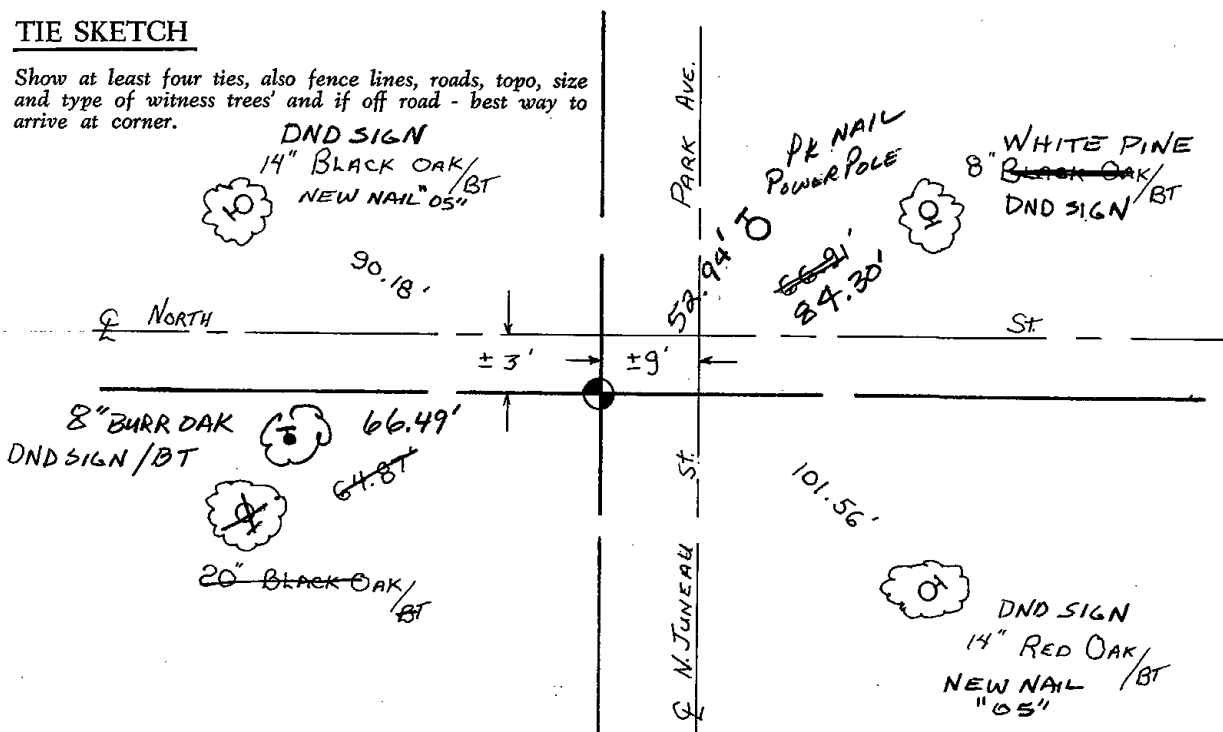 TIE SKETCH
Show at least four ties, also fence lines, roads, topo, size
and type of witness trees' and if off road - best way to
arrive at corner.
DND SIGN
14" BLACK OAK/BT
NEW NAIL "05"
90.18'
PARK AVE.
PK NAIL
POWER POLE
52.94'
WHITE PINE
8" BLACK OAK/BT
DND SIGN
66.91'
84.30'
℄ NORTH
St.
± 3'
±9'
8" BURR OAK
DND SIGN/BT
66.49'
64.87'
20" BLACK OAK/BT
℄ N. JUNEAU St.
101.56'
DND SIGN
14" RED OAK/BT
NEW NAIL
"05"